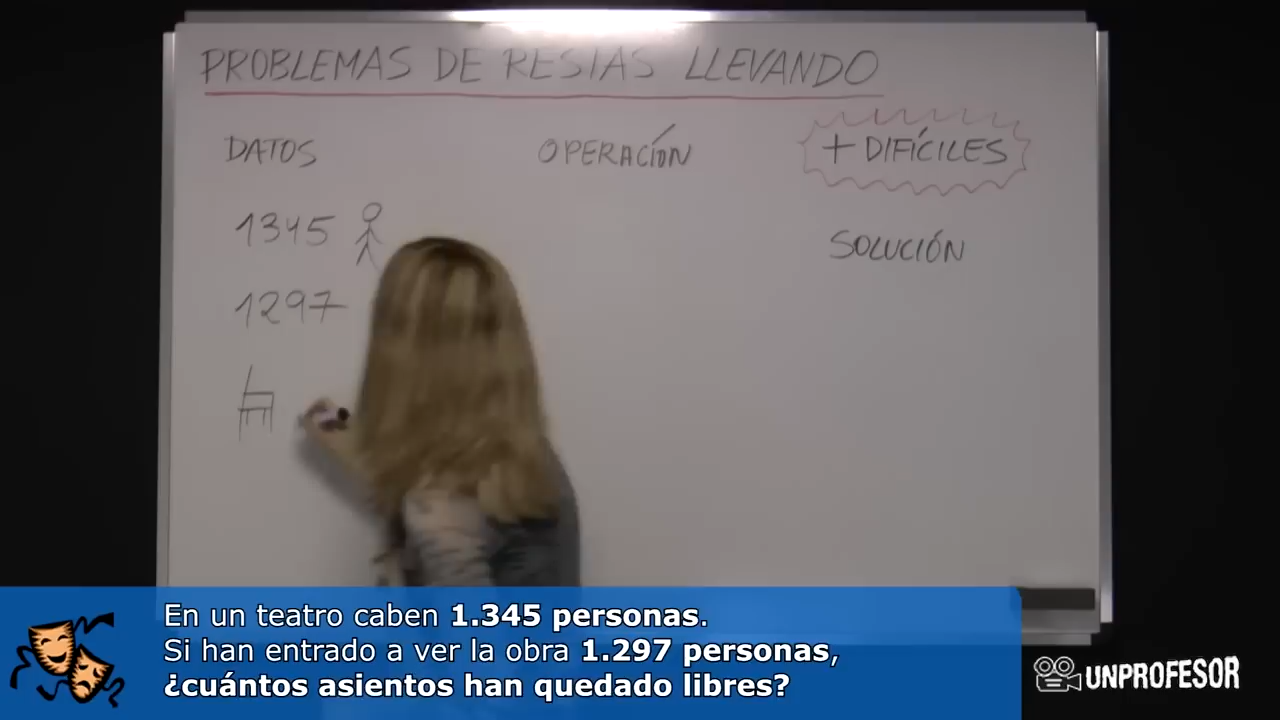 PROBLEMAS DE RESTAS LLEVANDO
DATOS
OPERACIÓN
+ DIFÍCILES
1345
SOLUCIÓN
1297
En un teatro caben 1.345 personas.
Si han entrado a ver la obra 1.297 personas,
¿cuántos asientos han quedado libres?
UNPROFESOR